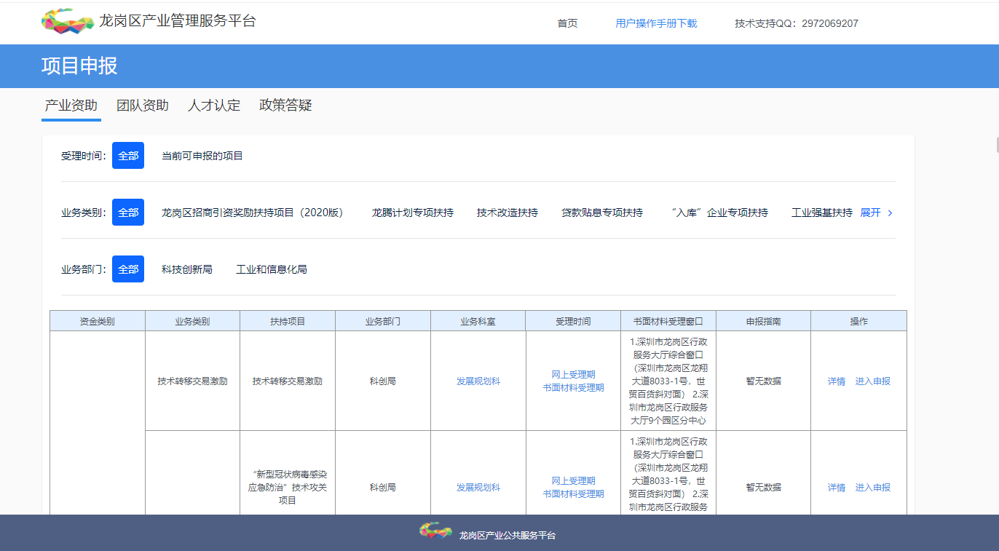 龙岗区产业管理服务平台
首页
用户操作手册下载
技术支持QQ：2972069207
项目申报
产业资助
团队资助
人才认定
政策答疑
受理时间： 全部 当前可申报的项目
业务类别： 全部 龙岗区招商引资奖励扶持项目（2020版） 龙腾计划专项扶持 技术改造扶持 贷款贴息专项扶持 “入库”企业专项扶持 工业强基扶持 展开 >
业务部门： 全部 科技创新局 工业和信息化局
资金类别 业务类别 扶持项目 业务部门 业务科室 受理时间 书面材料受理窗口 申报指南 操作
技术转移交易激励
技术转移交易激励
科创局
发展规划科
网上受理期
书面材料受理期
1.深圳市龙岗区行政
服务大厅综合窗口
（深圳市龙岗区龙翔
大道8033-1号，世
贸百货斜对面） 2.深
圳市龙岗区行政服务
大厅9个园区分中心
暂无数据
详情 进入申报
“新型冠状病毒感染
应急防治”技术攻关
项目
科创局
发展规划科
网上受理期
书面材料受理期
1.深圳市龙岗区行政
服务大厅综合窗口
（深圳市龙岗区龙翔
大道8033-1号，世
贸百货斜对面） 2.深
圳市龙岗区行政服务
暂无数据
详情 进入申报
龙岗区产业公共服务平台